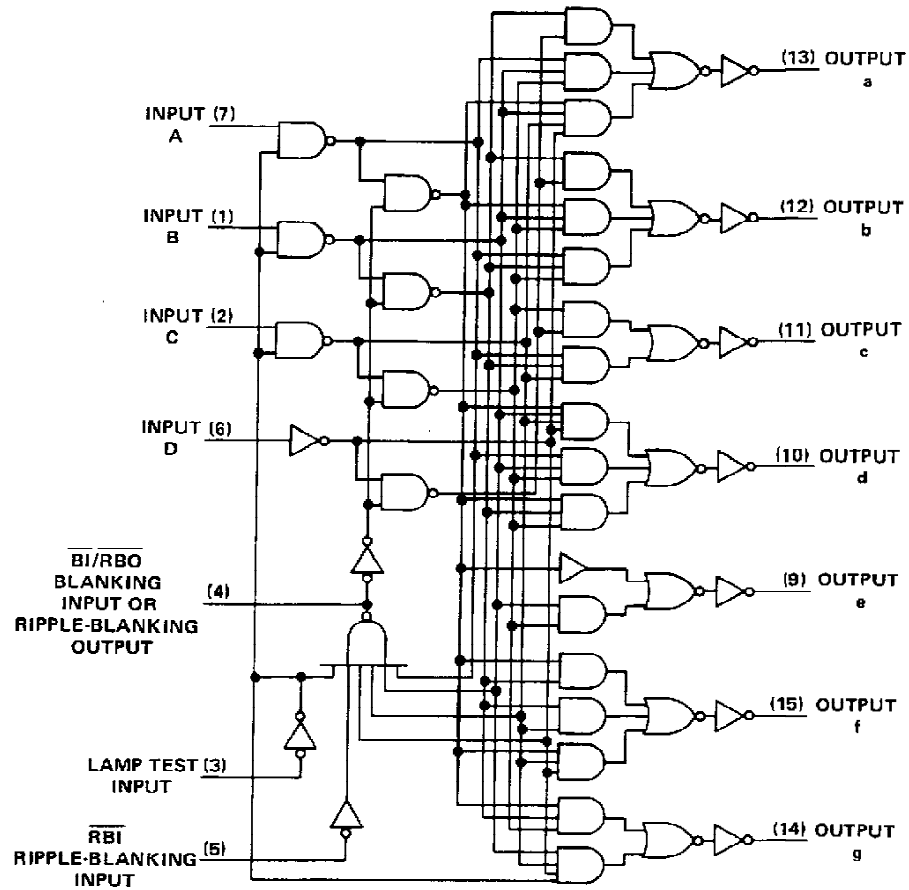 INPUT (7)
A
INPUT (1)
B
INPUT (2)
C
INPUT (6)
D
BI/RBO
BLANKING (4)
INPUT OR
RIPPLE-BLANKING
OUTPUT
LAMP TEST (3)
INPUT
RBI
RIPPLE-BLANKING (5)
INPUT
(13) OUTPUT
a
(12) OUTPUT
b
(11) OUTPUT
c
(10) OUTPUT
d
(9) OUTPUT
e
(15) OUTPUT
f
(14) OUTPUT
g